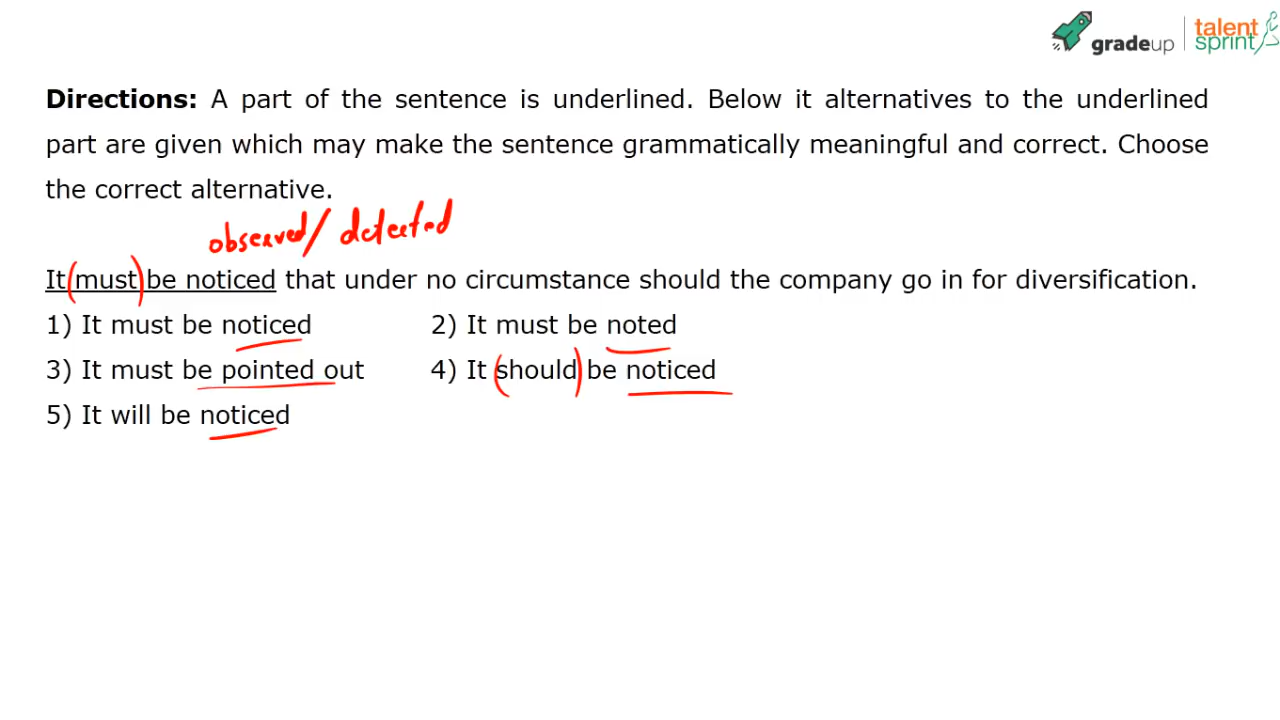 gradeup talent sprint
Directions: A part of the sentence is underlined. Below it alternatives to the underlined
part are given which may make the sentence grammatically meaningful and correct. Choose
the correct alternative.
observed/ detected
It (must) be noticed that under no circumstance should the company go in for diversification.
1) It must be noticed 2) It must be noted
3) It must be pointed out 4) It (should) be noticed
5) It will be noticed